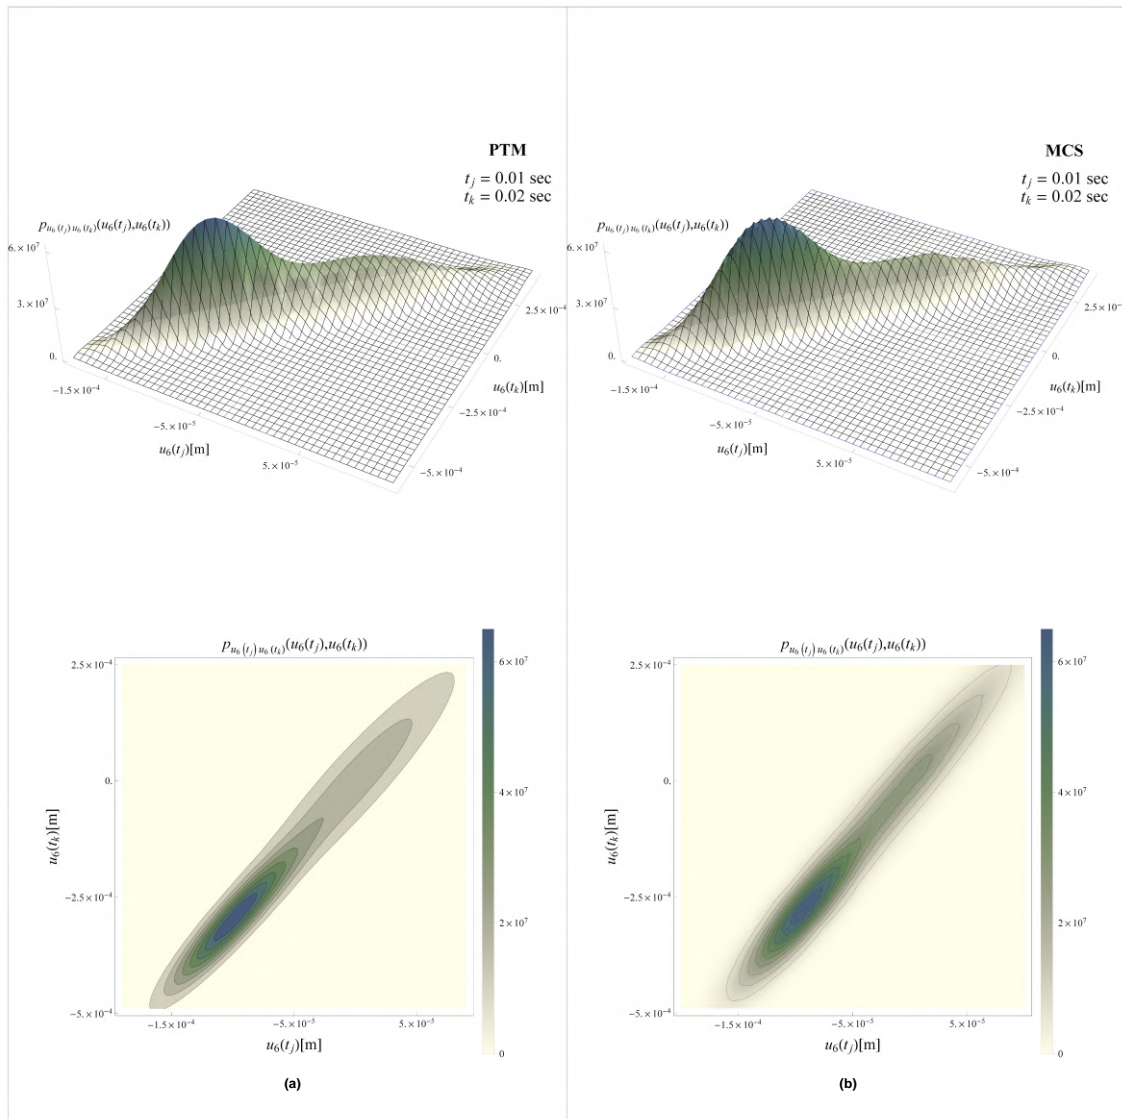 PTM
t_j = 0.01 sec
t_k = 0.02 sec
p_{u_6(t_j) u_6(t_k)}(u_6(t_j),u_6(t_k))
6.×10^7
3.×10^7
0.
−1.5×10^−4
−5.×10^−5
5.×10^−5
u_6(t_j)[m]
2.5×10^−4
0.
u_6(t_k)[m]
−2.5×10^−4
−5.×10^−4
p_{u_6(t_j) u_6(t_k)}(u_6(t_j),u_6(t_k))
2.5×10^−4
0.
−2.5×10^−4
−5.×10^−4
u_6(t_k)[m]
−1.5×10^−4
−5.×10^−5
5.×10^−5
u_6(t_j)[m]
6×10^7
4×10^7
2×10^7
0
(a)
MCS
t_j = 0.01 sec
t_k = 0.02 sec
p_{u_6(t_j) u_6(t_k)}(u_6(t_j),u_6(t_k))
6.×10^7
3.×10^7
0.
−1.5×10^−4
−5.×10^−5
5.×10^−5
u_6(t_j)[m]
2.5×10^−4
0.
u_6(t_k)[m]
−2.5×10^−4
−5.×10^−4
p_{u_6(t_j) u_6(t_k)}(u_6(t_j),u_6(t_k))
2.5×10^−4
0.
−2.5×10^−4
−5.×10^−4
u_6(t_k)[m]
−1.5×10^−4
−5.×10^−5
5.×10^−5
u_6(t_j)[m]
6×10^7
4×10^7
2×10^7
0
(b)